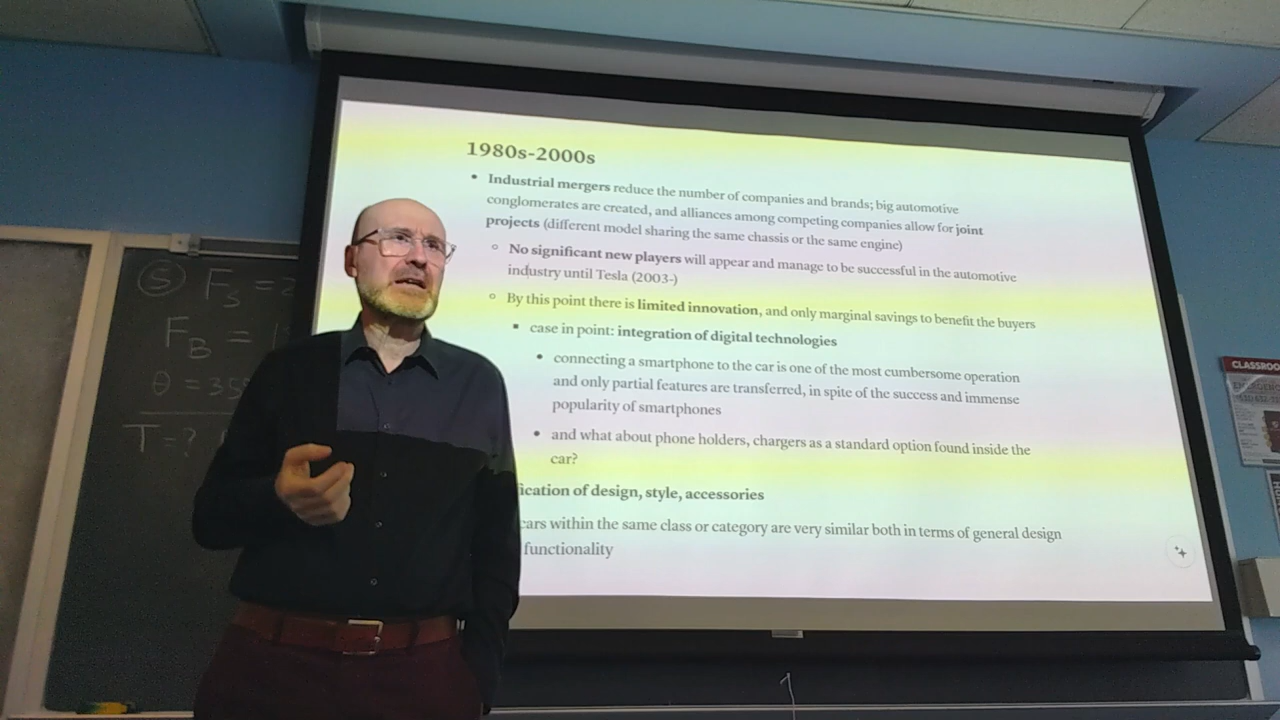 1980s-2000s
• Industrial mergers reduce the number of companies and brands; big automotive
conglomerates are created, and alliances among competing companies allow for joint
projects (different model sharing the same chassis or the same engine)
◦ No significant new players will appear and manage to be successful in the automotive
industry until Tesla (2003-)
◦ By this point there is limited innovation, and only marginal savings to benefit the buyers
▪ case in point: integration of digital technologies
• connecting a smartphone to the car is one of the most cumbersome operation
and only partial features are transferred, in spite of the success and immense
popularity of smartphones
• and what about phone holders, chargers as a standard option found inside the
car?
ication of design, style, accessories
cars within the same class or category are very similar both in terms of general design
functionality
5 F_S = 2
F_B = 1
θ = 35
T = ?
CLASSROO